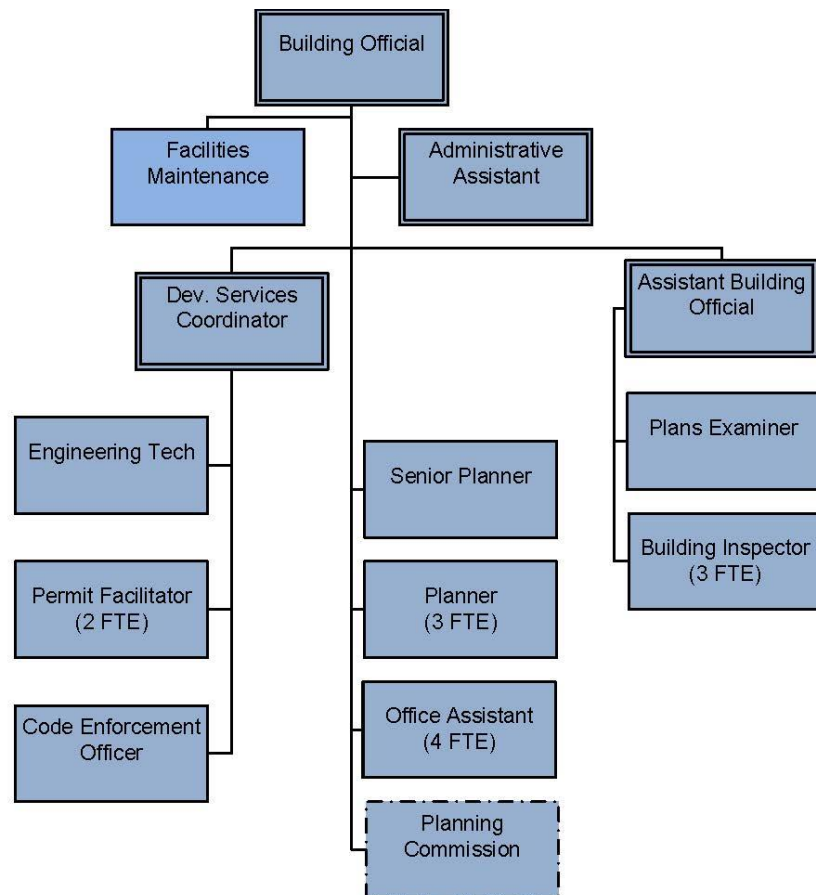 Building Official
Facilities
Maintenance
Administrative
Assistant
Dev. Services
Coordinator
Assistant Building
Official
Engineering Tech
Permit Facilitator
(2 FTE)
Code Enforcement
Officer
Senior Planner
Planner
(3 FTE)
Office Assistant
(4 FTE)
Planning
Commission
Plans Examiner
Building Inspector
(3 FTE)